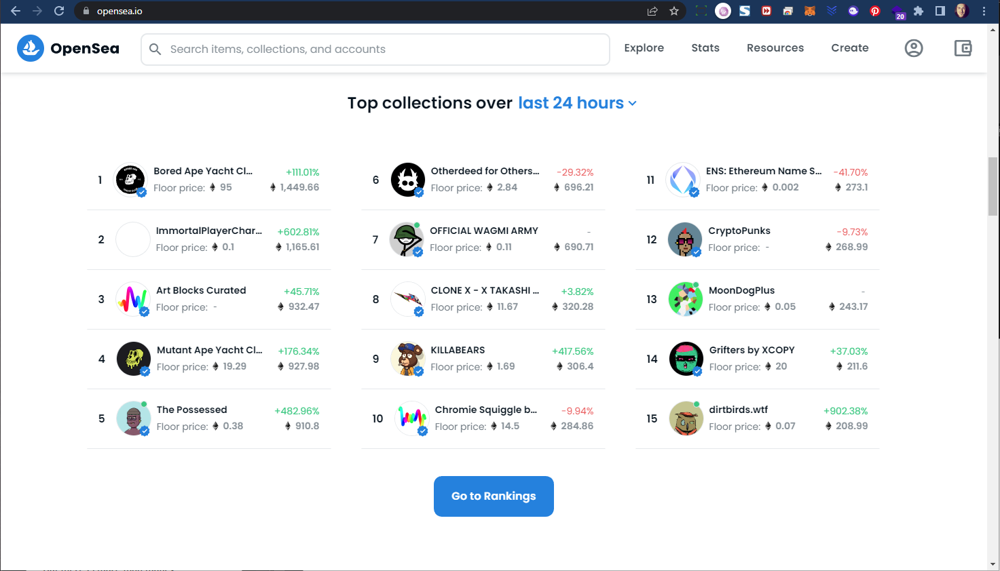 opensea.io
20
OpenSea
Search items, collections, and accounts
Explore
Stats
Resources
Create
Top collections over last 24 hours
1
Bored Ape Yacht Cl...
+111.01%
Floor price: 95
1,449.66
2
ImmortalPlayerChar...
+602.81%
Floor price: 0.1
1,165.61
3
Art Blocks Curated
+45.71%
Floor price: -
932.47
4
Mutant Ape Yacht Cl...
+176.34%
Floor price: 19.29
927.98
5
The Possessed
+482.96%
Floor price: 0.38
910.8
6
Otherdeed for Others...
-29.32%
Floor price: 2.84
696.21
7
OFFICIAL WAGMI ARMY
-
Floor price: 0.11
690.71
8
CLONE X - X TAKASHI ...
+3.82%
Floor price: 11.67
320.28
9
KILLABEARS
+417.56%
Floor price: 1.69
306.4
10
Chromie Squiggle b...
-9.94%
Floor price: 14.5
284.86
11
ENS: Ethereum Name S...
-41.70%
Floor price: 0.002
273.1
12
CryptoPunks
-9.73%
Floor price: -
268.99
13
MoonDogPlus
-
Floor price: 0.05
243.17
14
Grifters by XCOPY
+37.03%
Floor price: 20
211.6
15
dirtbirds.wtf
+902.38%
Floor price: 0.07
208.99
Go to Rankings